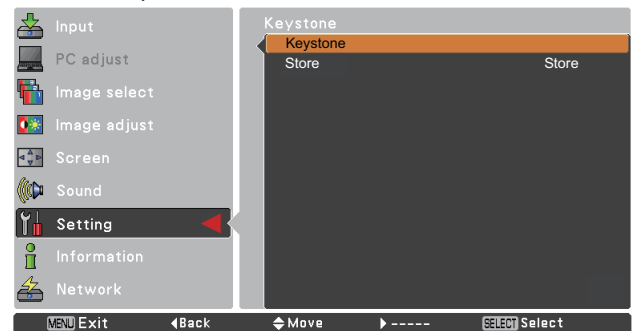 Input
PC adjust
Image select
Image adjust
Screen
Sound
Setting
Information
Network
Keystone
Keystone
Store Store
MENU Exit Back Move ----- SELECT Select